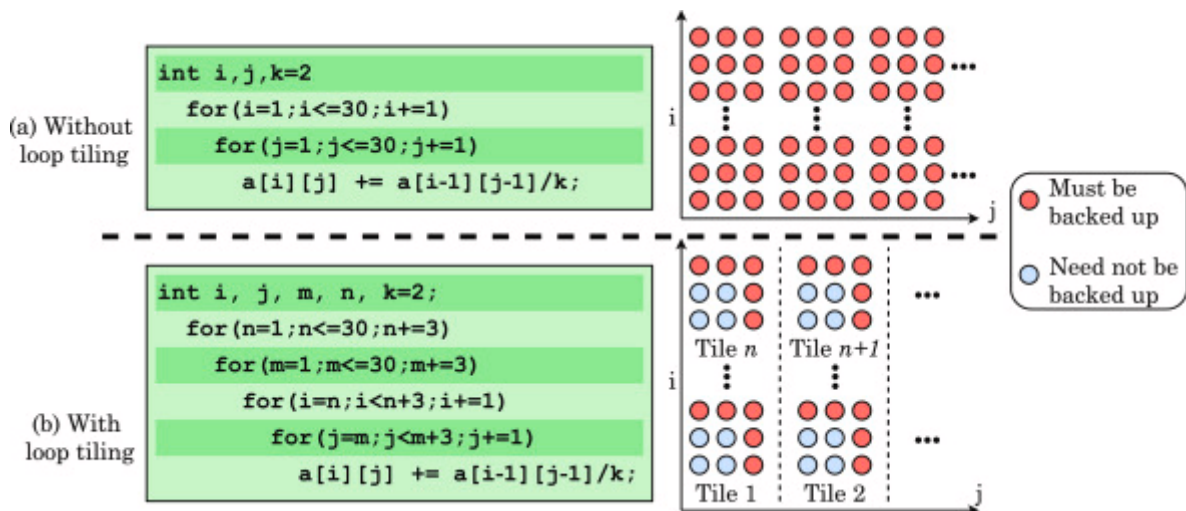 (a) Without
loop tiling
int i,j,k=2
for(i=1;i<=30;i+=1)
for(j=1;j<=30;j+=1)
a[i][j] += a[i-1][j-1]/k;
i
j
Must be
backed up
Need not be
backed up
(b) With
loop tiling
int i, j, m, n, k=2;
for(n=1;n<=30;n+=3)
for(m=1;m<=30;m+=3)
for(i=n;i<n+3;i+=1)
for(j=m;j<m+3;j+=1)
a[i][j] += a[i-1][j-1]/k;
Tile n
Tile n+1
i
Tile 1
Tile 2
j